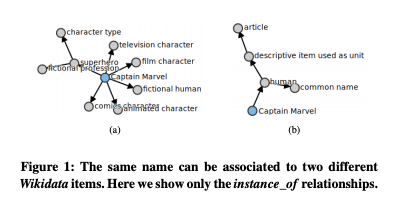 character type
television character
superhero
film character
fictional profession
Captain Marvel
fictional human
comics character
animated character
(a)
article
descriptive item used as unit
human
common name
Captain Marvel
(b)
Figure 1: The same name can be associated to two different
Wikidata items. Here we show only the instance_of relationships.